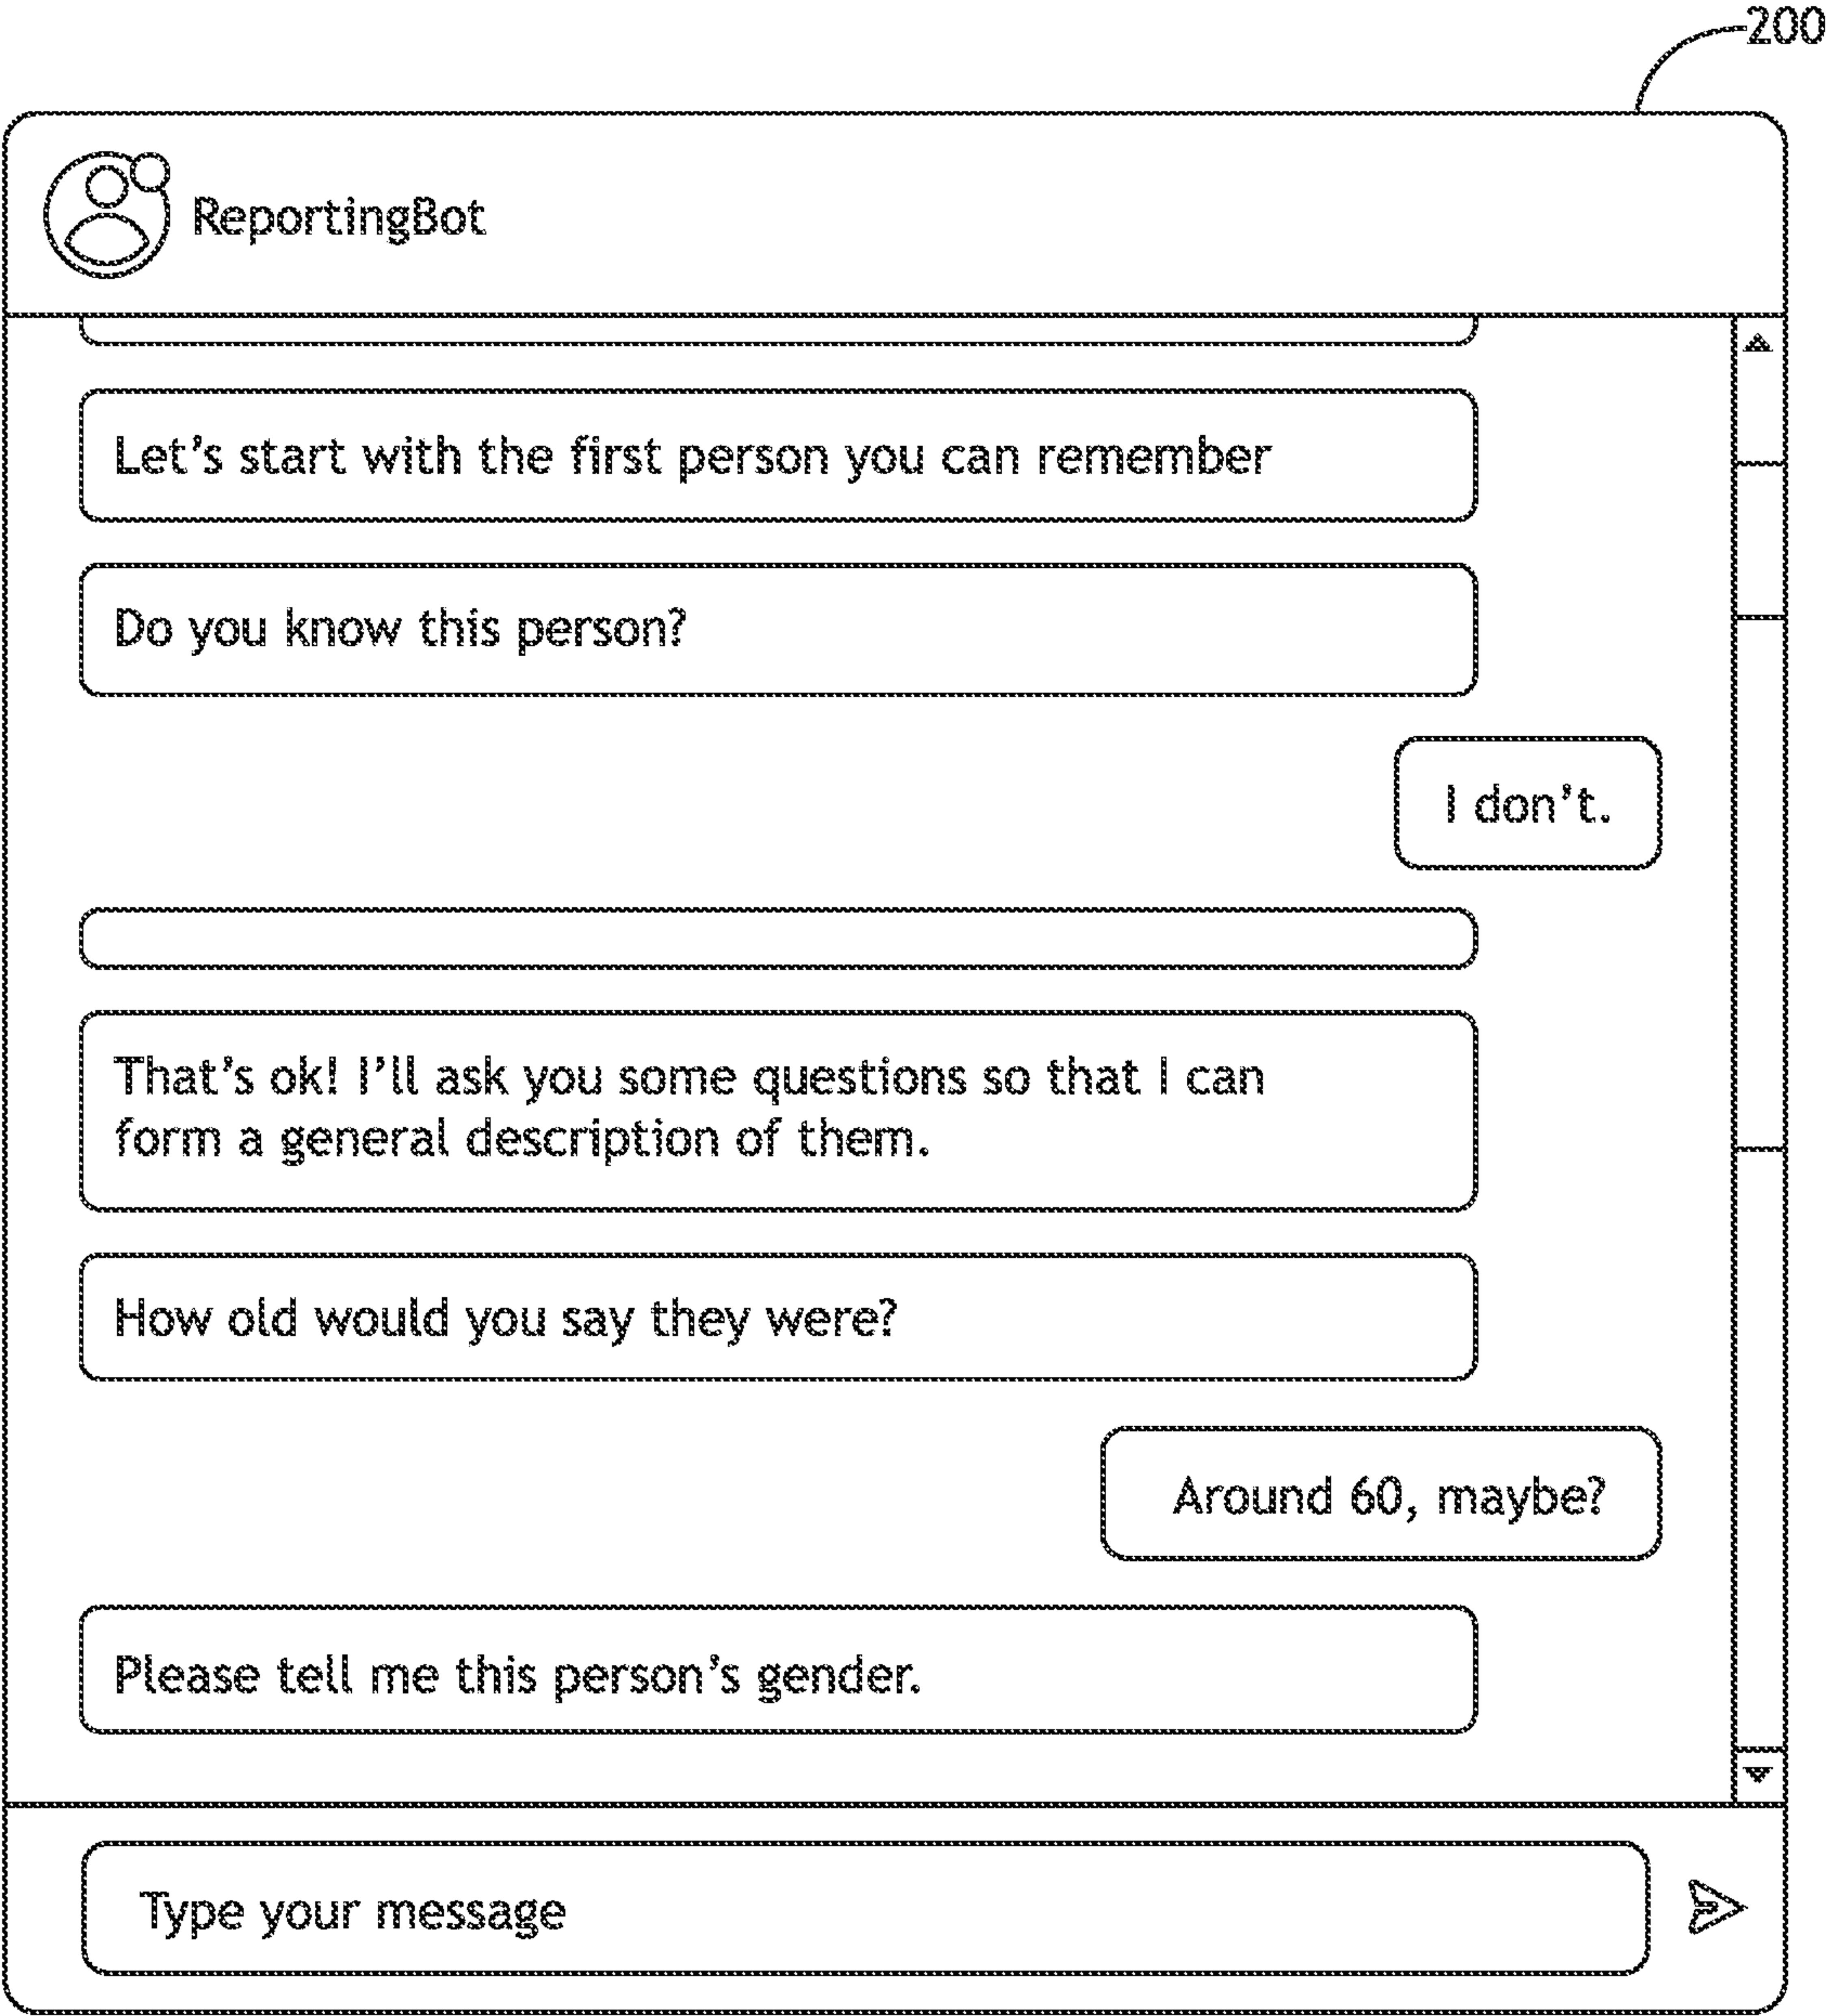 200
ReportingBot
Let’s start with the first person you can remember
Do you know this person?
I don’t.
That’s ok! I’ll ask you some questions so that I can
form a general description of them.
How old would you say they were?
Around 60, maybe?
Please tell me this person’s gender.
Type your message